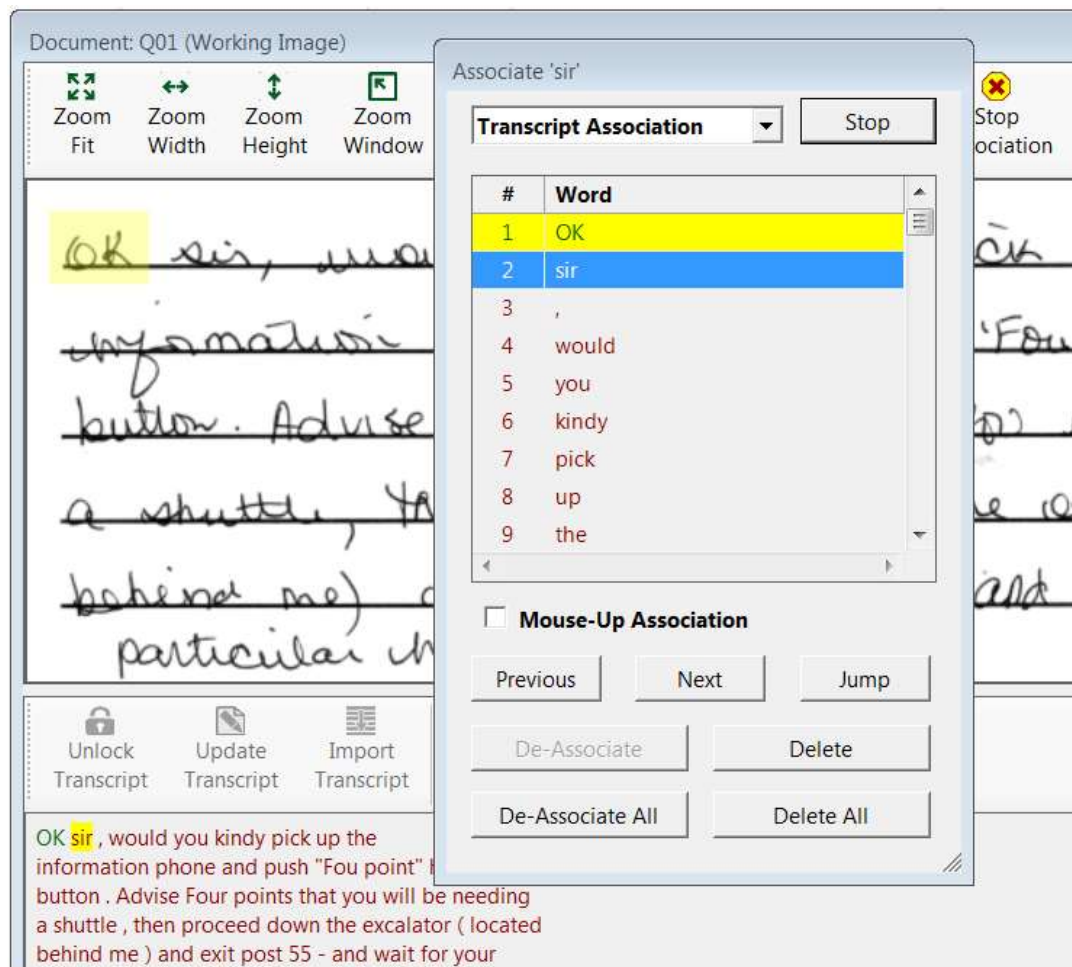 Document: Q01 (Working Image)
Zoom Fit
Zoom Width
Zoom Height
Zoom Window
Stop
ociation
Associate 'sir'
Transcript Association
Stop
# Word
1 OK
2 sir
3 ,
4 would
5 you
6 kindy
7 pick
8 up
9 the
Mouse-Up Association
Previous Next Jump
De-Associate Delete
De-Associate All Delete All
OK sir,
information 'Fou
button. Advise
a shuttle,
behind me) and
particular
Unlock Transcript
Update Transcript
Import Transcript
OK sir , would you kindy pick up the
information phone and push "Fou point"
button . Advise Four points that you will be needing
a shuttle , then proceed down the excalator ( located
behind me ) and exit post 55 - and wait for your